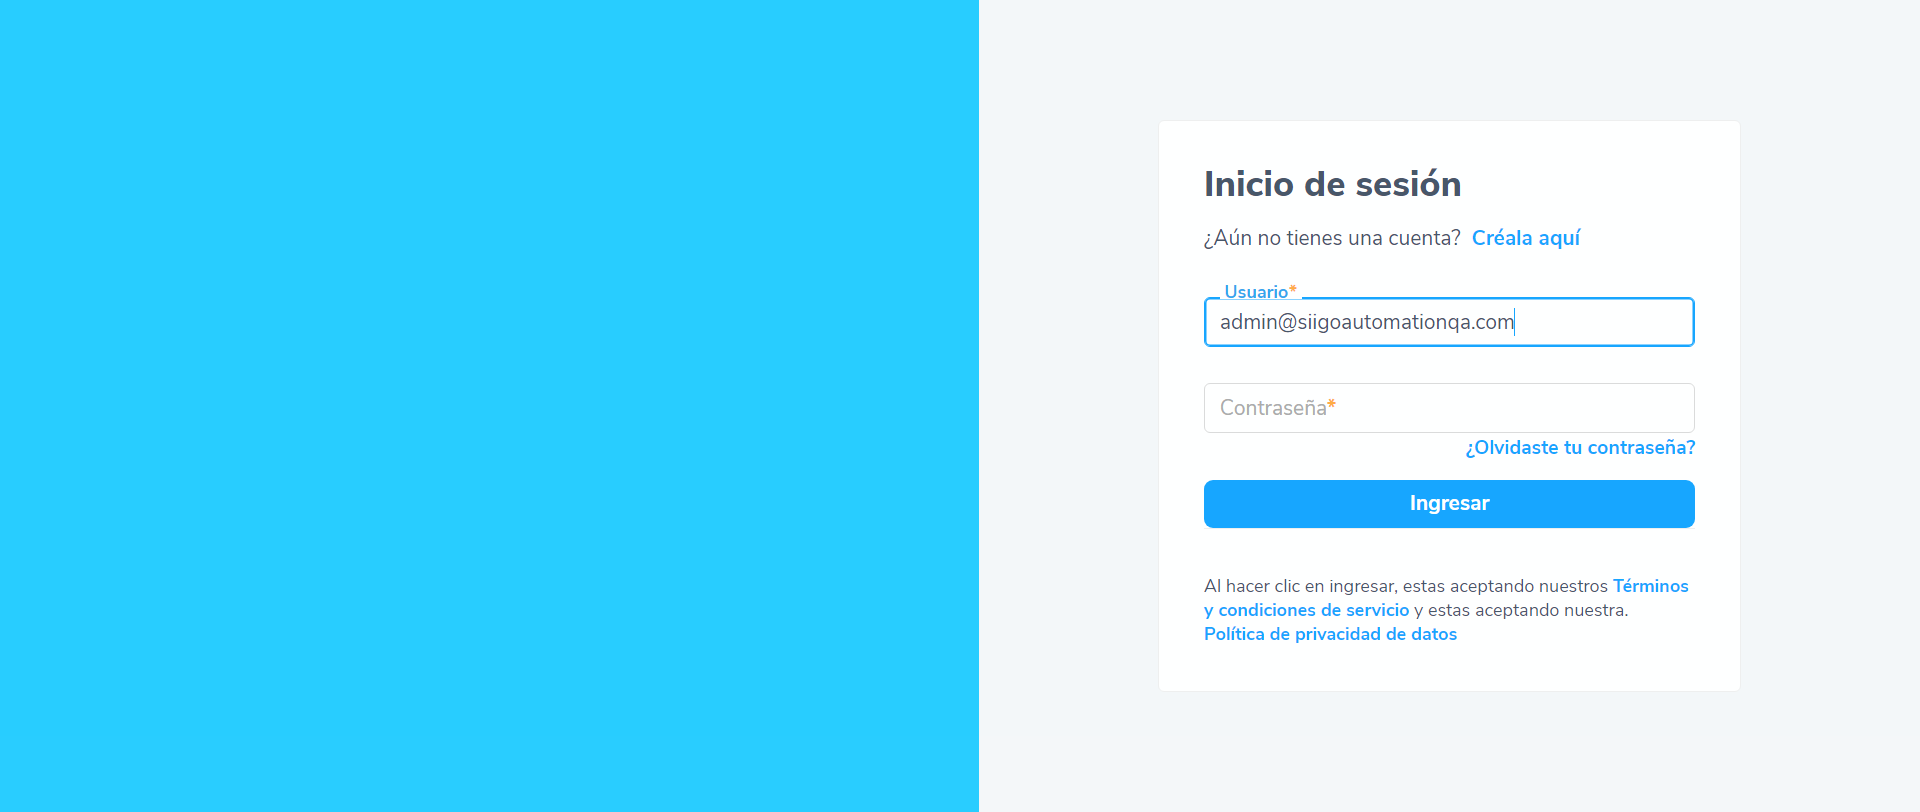 Inicio de sesión
¿Aún no tienes una cuenta? Créala aquí
Usuario*
admin@siigoautomationqa.com
Contraseña*
¿Olvidaste tu contraseña?
Ingresar
Al hacer clic en ingresar, estas aceptando nuestros Términos
y condiciones de servicio y estas aceptando nuestra.
Política de privacidad de datos